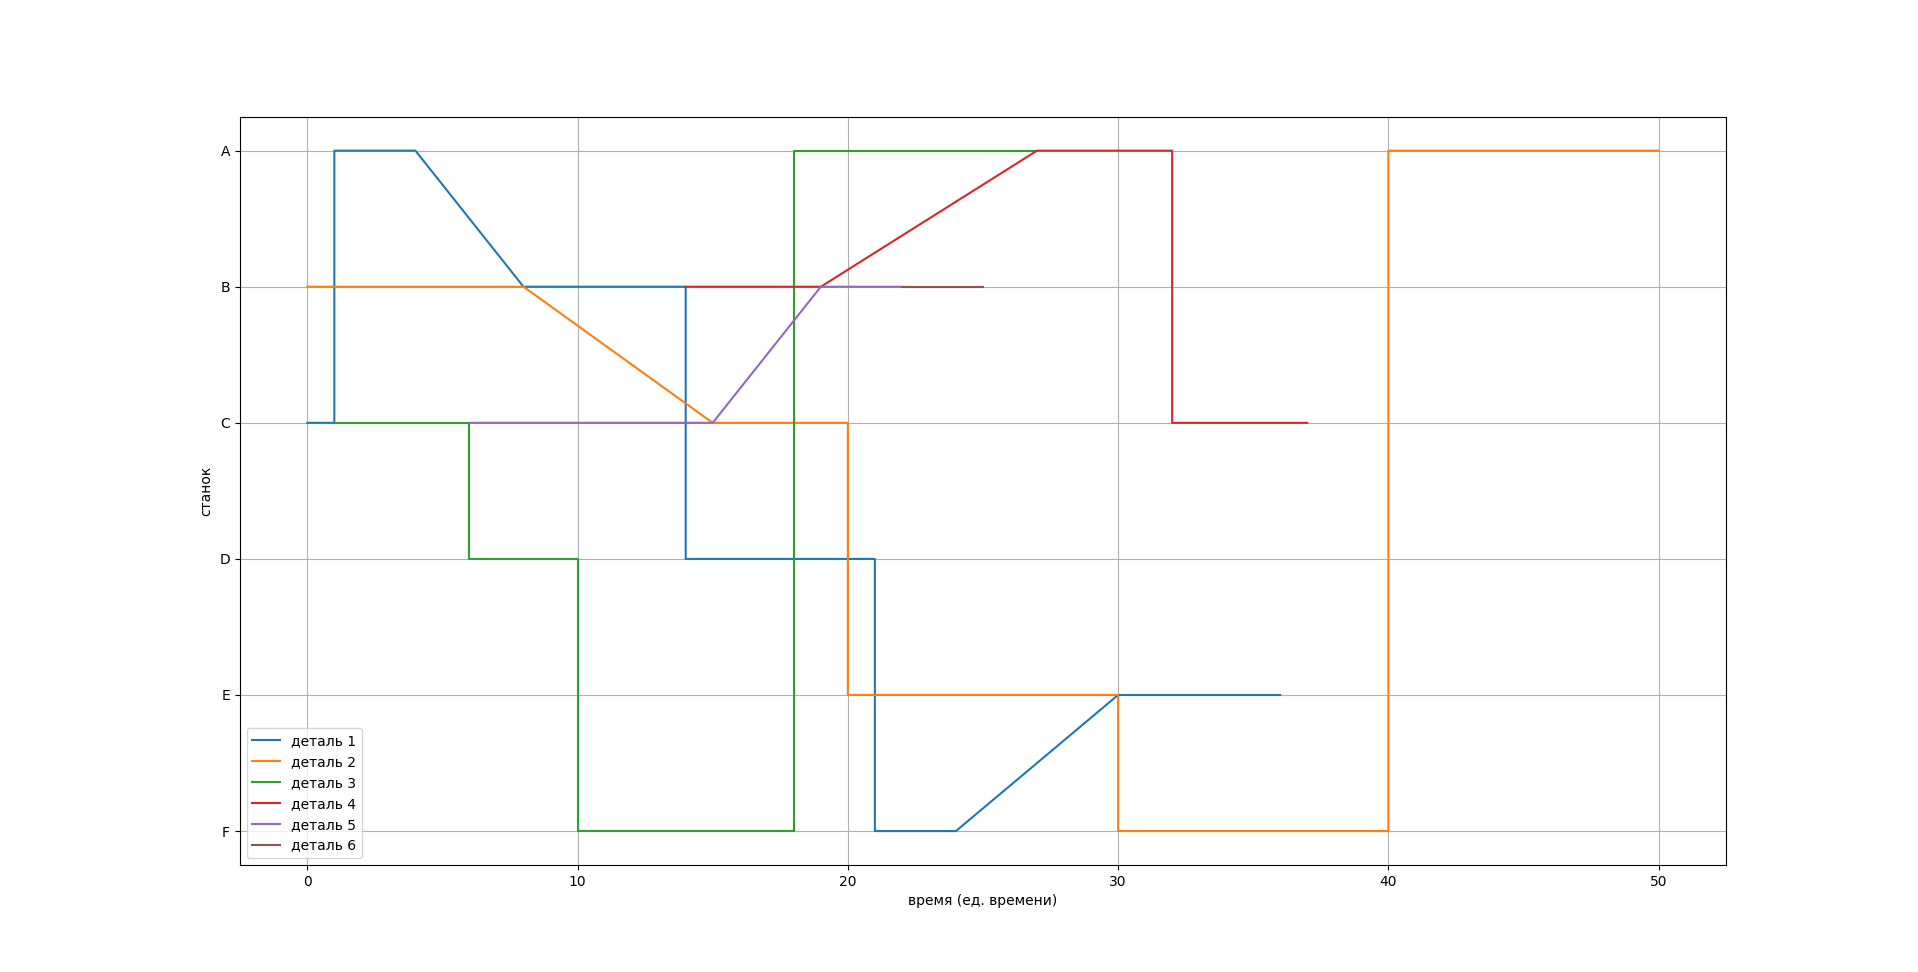 A
B
C
D
E
F
станок
деталь 1
деталь 2
деталь 3
деталь 4
деталь 5
деталь 6
0 10 20 30 40 50
время (ед. времени)